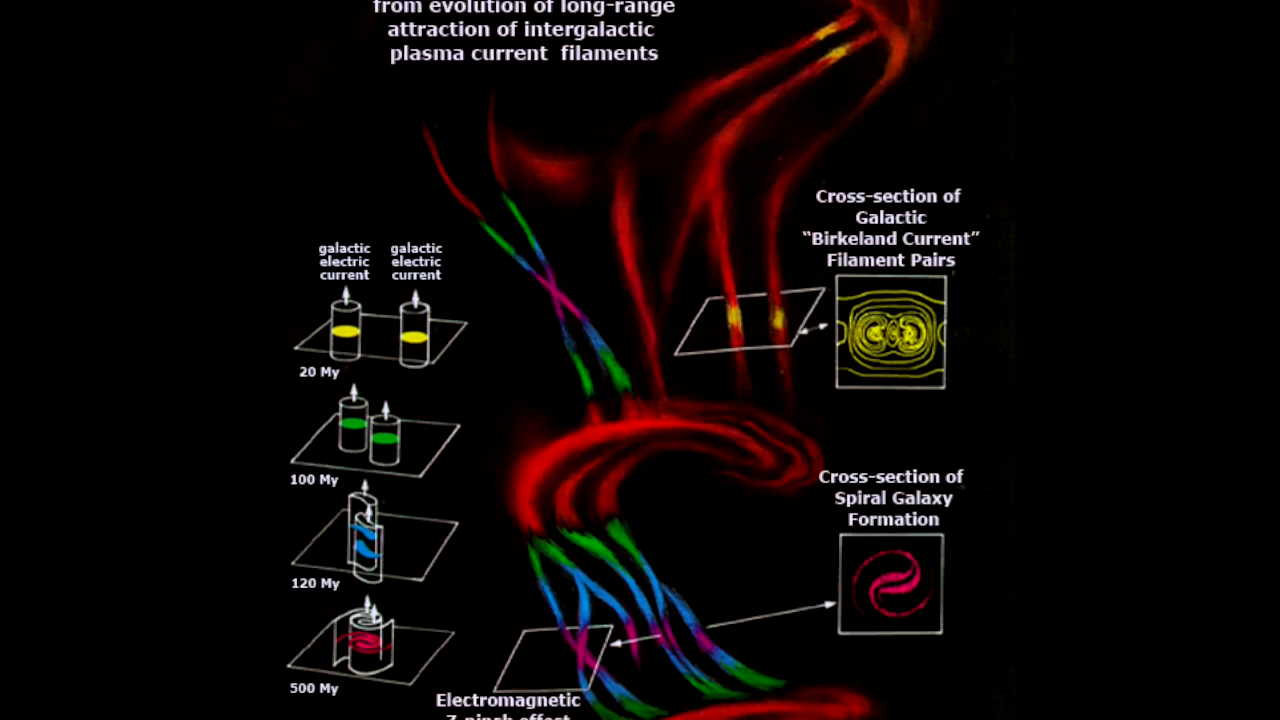 from evolution of long-range
attraction of intergalactic
plasma current filaments
Cross-section of
Galactic
“Birkeland Current”
Filament Pairs
galactic
electric
current
galactic
electric
current
20 My
100 My
Cross-section of
Spiral Galaxy
Formation
120 My
500 My
Electromagnetic
Z-pinch effect